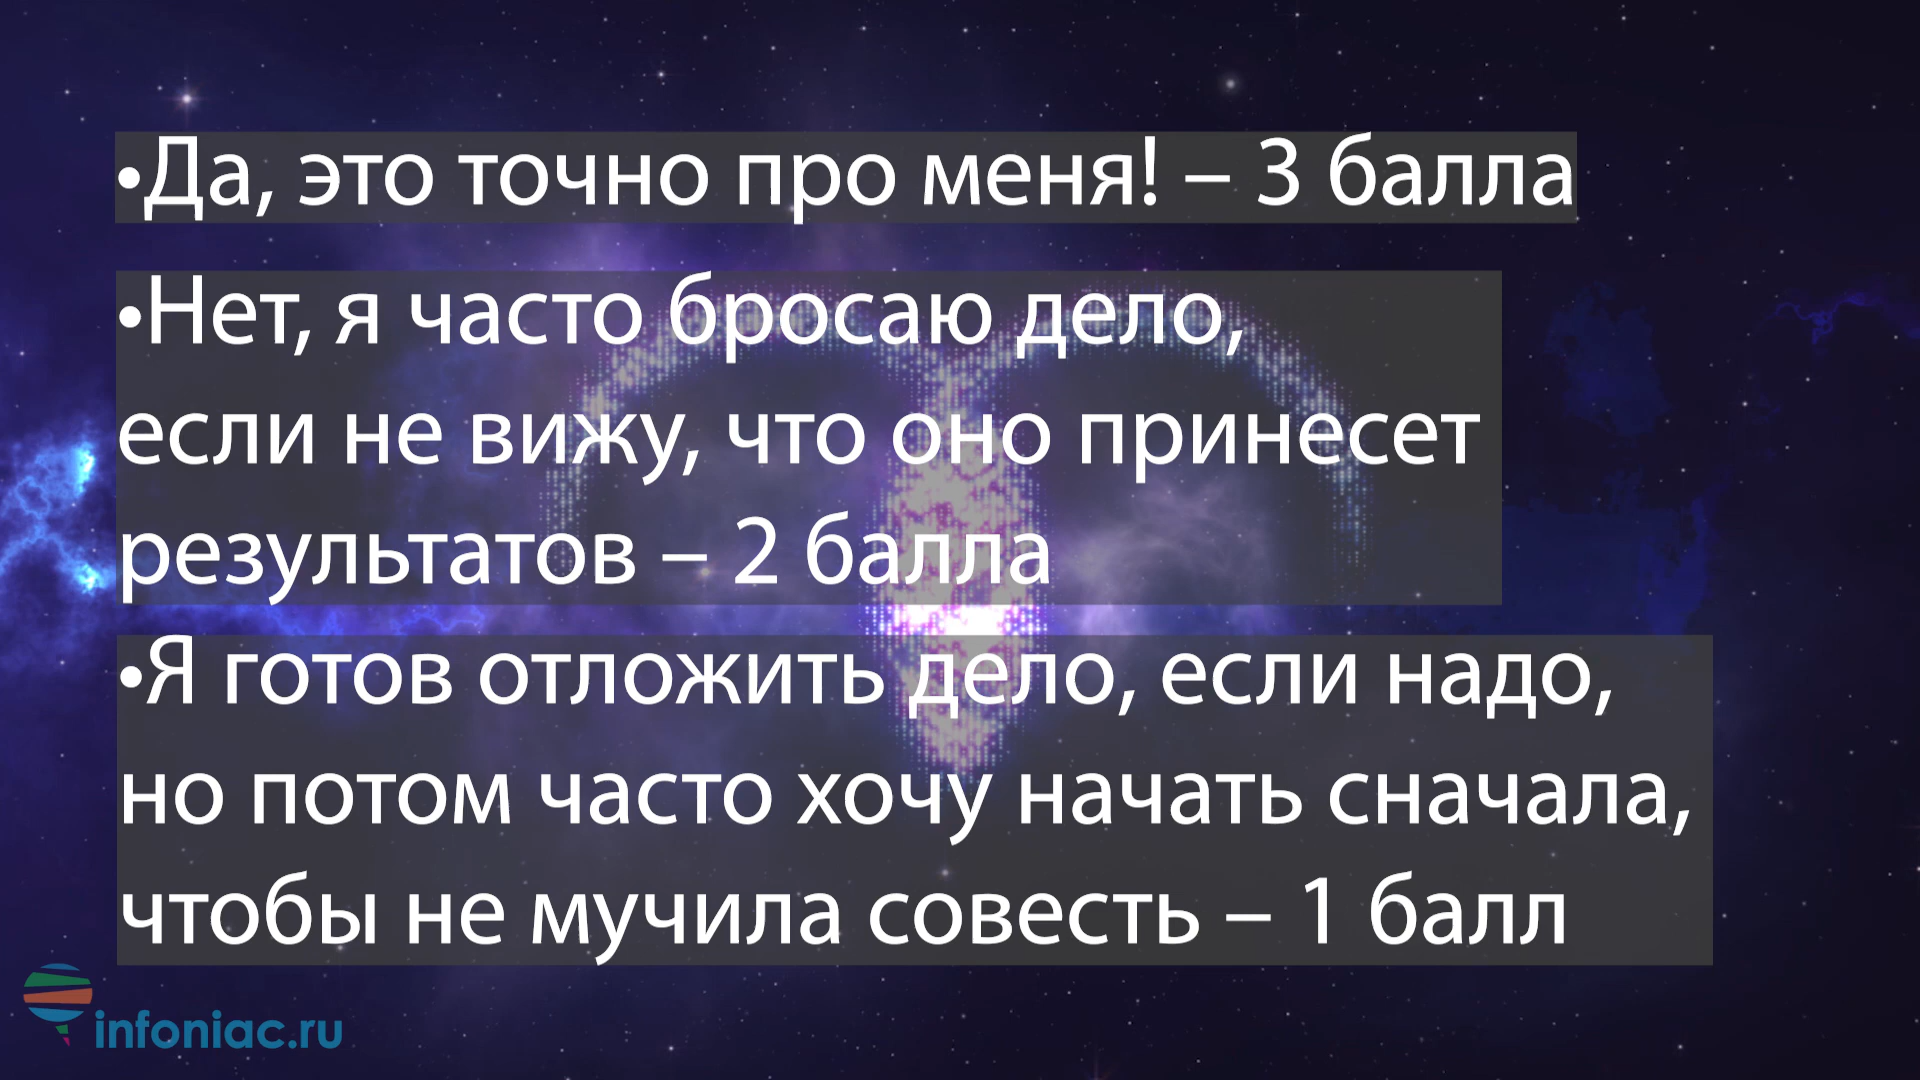 •Да, это точно про меня! – 3 балла
•Нет, я часто бросаю дело,
если не вижу, что оно принесет
результатов – 2 балла
•Я готов отложить дело, если надо,
но потом часто хочу начать сначала,
чтобы не мучила совесть – 1 балл
infoniac.ru